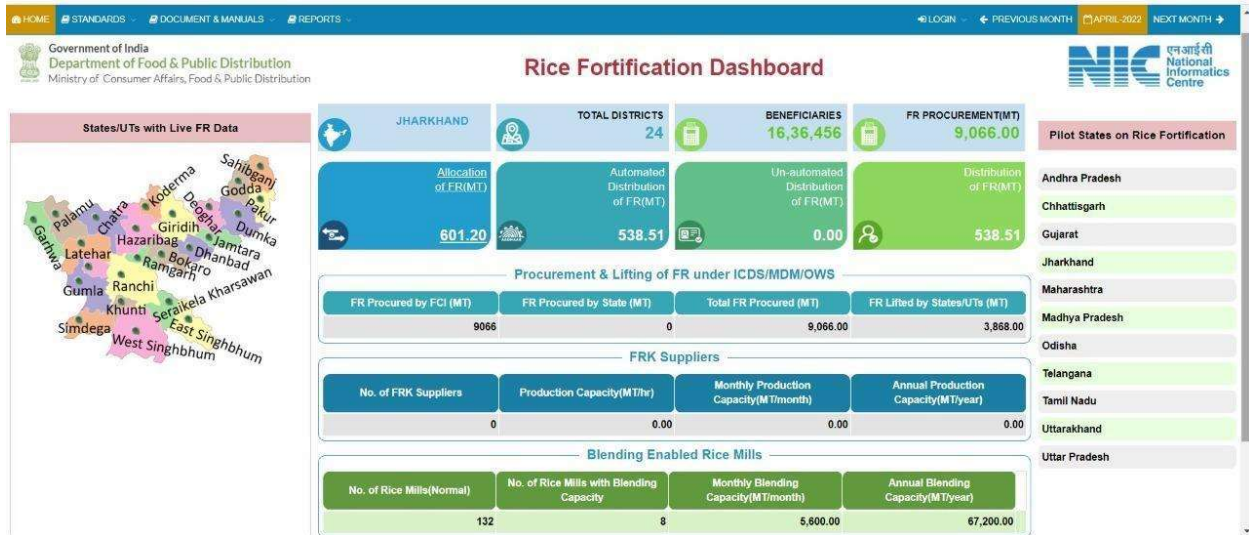 HOME STANDARDS DOCUMENT & MANUALS REPORTS LOGIN PREVIOUS MONTH APRIL-2022 NEXT MONTH
Government of India
Department of Food & Public Distribution
Ministry of Consumer Affairs, Food & Public Distribution
Rice Fortification Dashboard
NIC
एन आई सी
National
Informatics
Centre
States/UTs with Live FR Data
Sahibganj
Godda
Pakur
Koderma
Deoghar
Dumka
Palamu
Chatra
Giridih
Garhwa
Hazaribag
Jamtara
Latehar
Bokaro
Dhanbad
Ramgarh
Gumla
Ranchi
Khunti
Seraikela Kharsawan
Simdega
East Singhbhum
West Singhbhum
JHARKHAND
TOTAL DISTRICTS
24
BENEFICIARIES
16,36,456
FR PROCUREMENT(MT)
9,066.00
Allocation
of FR(MT)
601.20
Automated
Distribution
of FR(MT)
538.51
Un-automated
Distribution
of FR(MT)
0.00
Distribution
of FR(MT)
538.51
Procurement & Lifting of FR under ICDS/MDM/OWS
FR Procured by FCI (MT) FR Procured by State (MT) Total FR Procured (MT) FR Lifted by States/UTs (MT)
9066 0 9,066.00 3,868.00
FRK Suppliers
No. of FRK Suppliers Production Capacity(MT/hr) Monthly Production Capacity(MT/month) Annual Production Capacity(MT/year)
0 0.00 0.00 0.00
Blending Enabled Rice Mills
No. of Rice Mills(Normal) No. of Rice Mills with Blending Capacity Monthly Blending Capacity(MT/month) Annual Blending Capacity(MT/year)
132 8 5,600.00 67,200.00
Pilot States on Rice Fortification
Andhra Pradesh
Chhattisgarh
Gujarat
Jharkhand
Maharashtra
Madhya Pradesh
Odisha
Telangana
Tamil Nadu
Uttarakhand
Uttar Pradesh